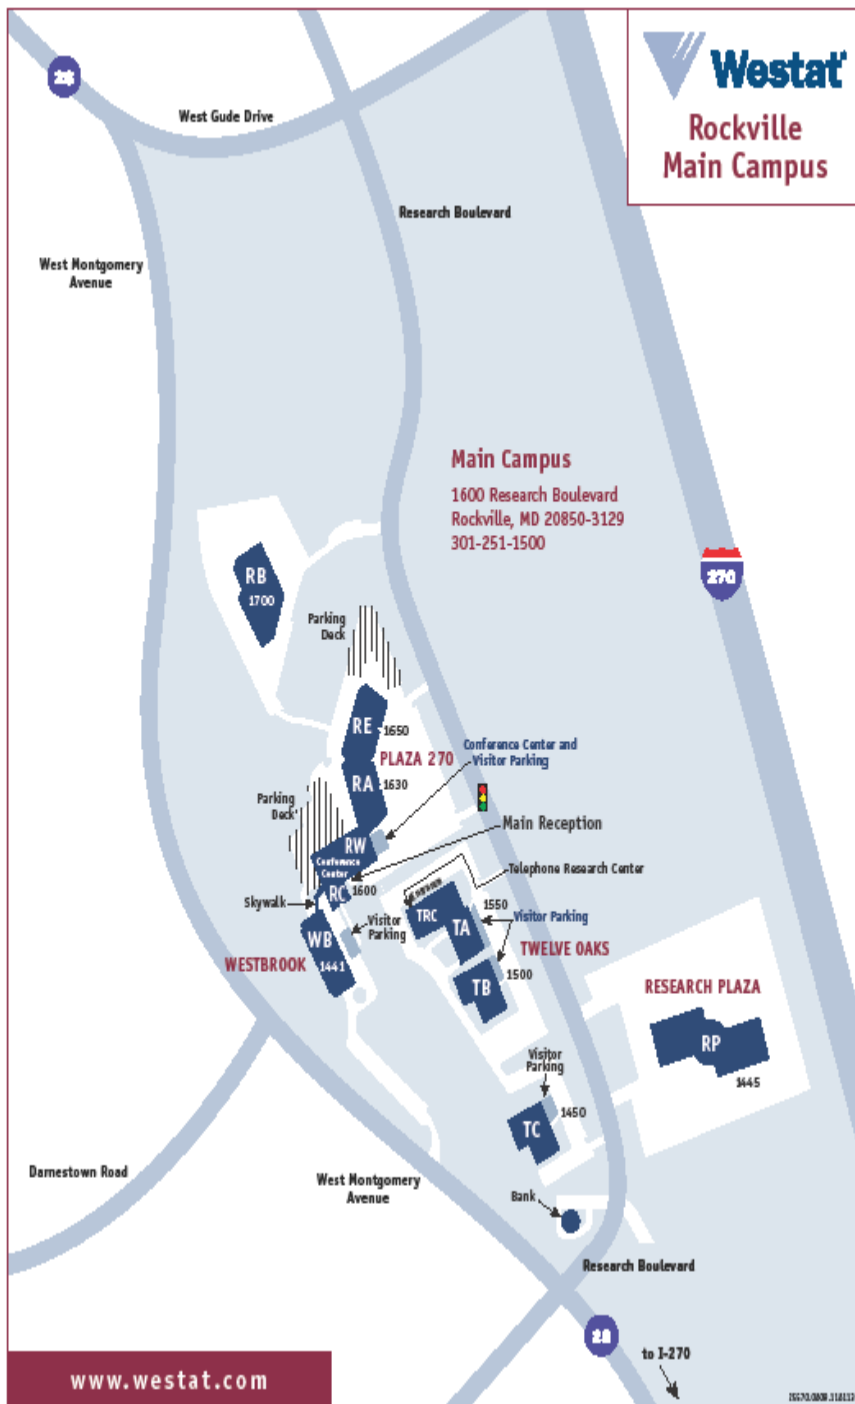 28
West Gude Drive
Westat
Rockville
Main Campus
Research Boulevard
West Montgomery
Avenue
Main Campus
1600 Research Boulevard
Rockville, MD 20850-3129
301-251-1500
270
RB
1700
Parking
Deck
RE
1650
PLAZA 270
Conference Center and
Visitor Parking
RA
1630
Parking
Deck
Main Reception
RW
Conference
Center
Telephone Research Center
RC
1600
Skywalk
Visitor
Parking
TRC
1550
Visitor Parking
TA
WB
1441
WESTBROOK
TWELVE OAKS
1500
TB
RESEARCH PLAZA
RP
1445
Visitor
Parking
1450
TC
Darnestown Road
West Montgomery
Avenue
Bank
Research Boulevard
28
to I-270
www.westat.com